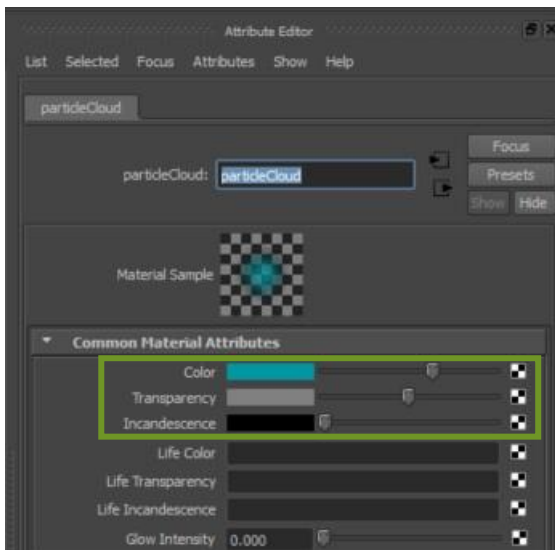 Attribute Editor
List Selected Focus Attributes Show Help
particleCloud
Focus
particleCloud: particleCloud
Presets
Show Hide
Material Sample
Common Material Attributes
Color
Transparency
Incandescence
Life Color
Life Transparency
Life Incandescence
Glow Intensity 0.000